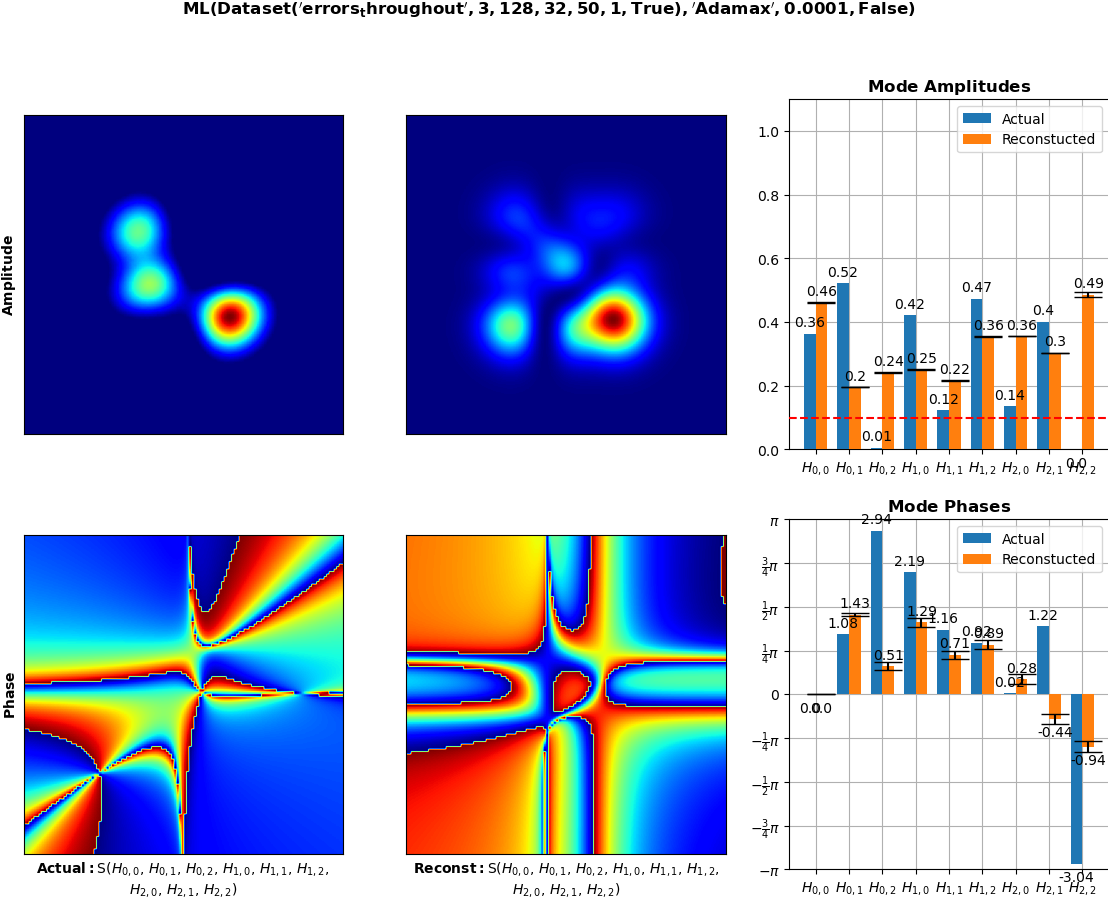 ML(Dataset('errors_throughout', 3, 128, 32, 50, 1, True), 'Adamax', 0.0001, False)
Amplitude
Mode Amplitudes
Actual
Reconstucted
1.0
0.8
0.6
0.4
0.2
0.0
0.36
0.46
0.52
0.2
0.01
0.24
0.42
0.25
0.12
0.22
0.47
0.36
0.14
0.36
0.4
0.3
0.0
0.49
H0,0 H0,1 H0,2 H1,0 H1,1 H1,2 H2,0 H2,1 H2,2
Phase
Actual: S(H0,0, H0,1, H0,2, H1,0, H1,1, H1,2,
H2,0, H2,1, H2,2)
Reconst: S(H0,0, H0,1, H0,2, H1,0, H1,1, H1,2,
H2,0, H2,1, H2,2)
Mode Phases
Actual
Reconstucted
π
3/4π
1/2π
1/4π
0
−1/4π
−1/2π
−3/4π
−π
0.0
0.0
1.08
1.43
2.94
0.51
2.19
1.29
1.16
0.71
0.89
0.02
0.28
1.22
-0.44
-3.04
-0.94
H0,0 H0,1 H0,2 H1,0 H1,1 H1,2 H2,0 H2,1 H2,2